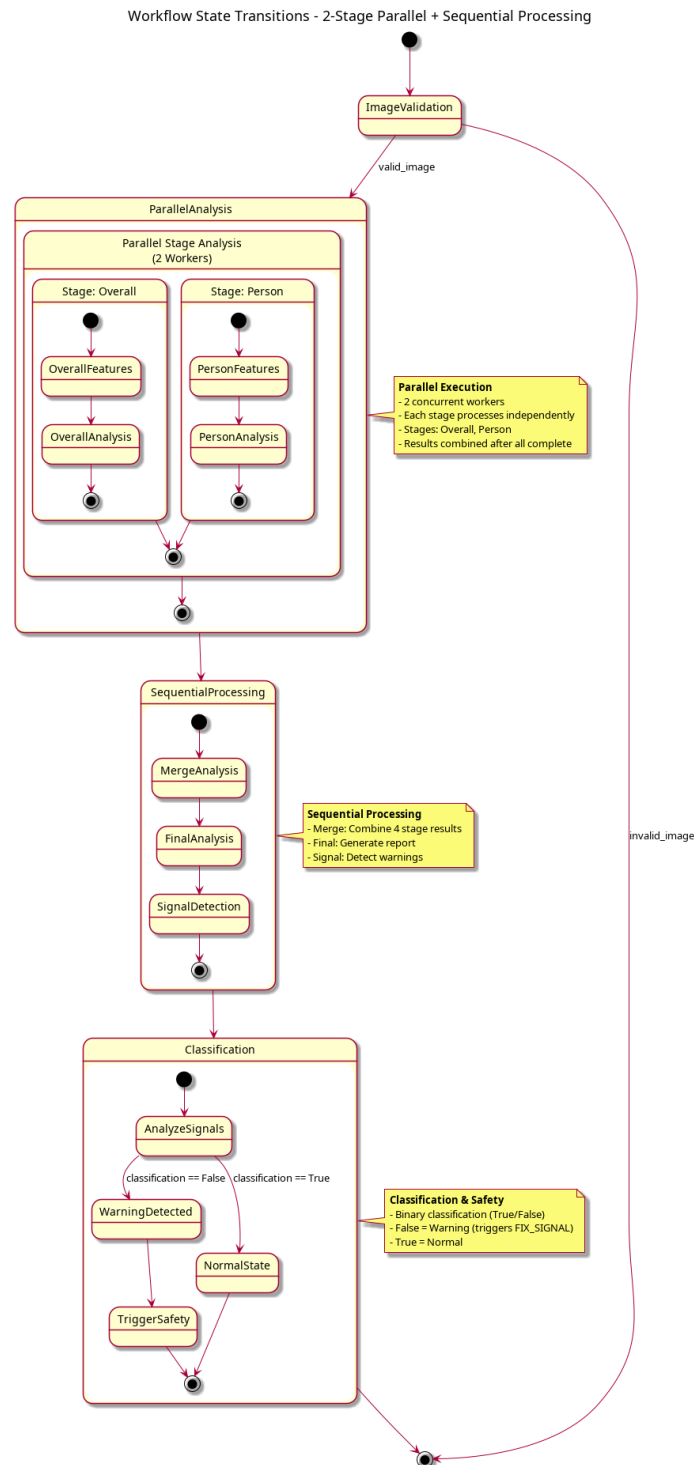 Workflow State Transitions - 2-Stage Parallel + Sequential Processing
ImageValidation
valid_image
ParallelAnalysis
Parallel Stage Analysis
(2 Workers)
Stage: Overall
Stage: Person
OverallFeatures
PersonFeatures
OverallAnalysis
PersonAnalysis
Parallel Execution
- 2 concurrent workers
- Each stage processes independently
- Stages: Overall, Person
- Results combined after all complete
SequentialProcessing
MergeAnalysis
FinalAnalysis
SignalDetection
Sequential Processing
- Merge: Combine 4 stage results
- Final: Generate report
- Signal: Detect warnings
invalid_image
Classification
AnalyzeSignals
classification == False
classification == True
WarningDetected
NormalState
TriggerSafety
Classification & Safety
- Binary classification (True/False)
- False = Warning (triggers FIX_SIGNAL)
- True = Normal